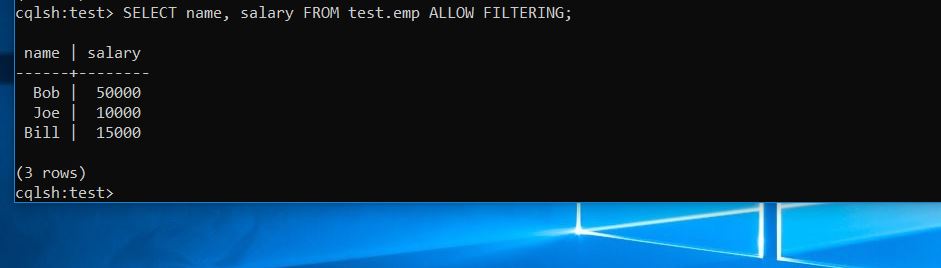 cqlsh:test> SELECT name, salary FROM test.emp ALLOW FILTERING;
name | salary
------+--------
Bob | 50000
Joe | 10000
Bill | 15000
(3 rows)
cqlsh:test>